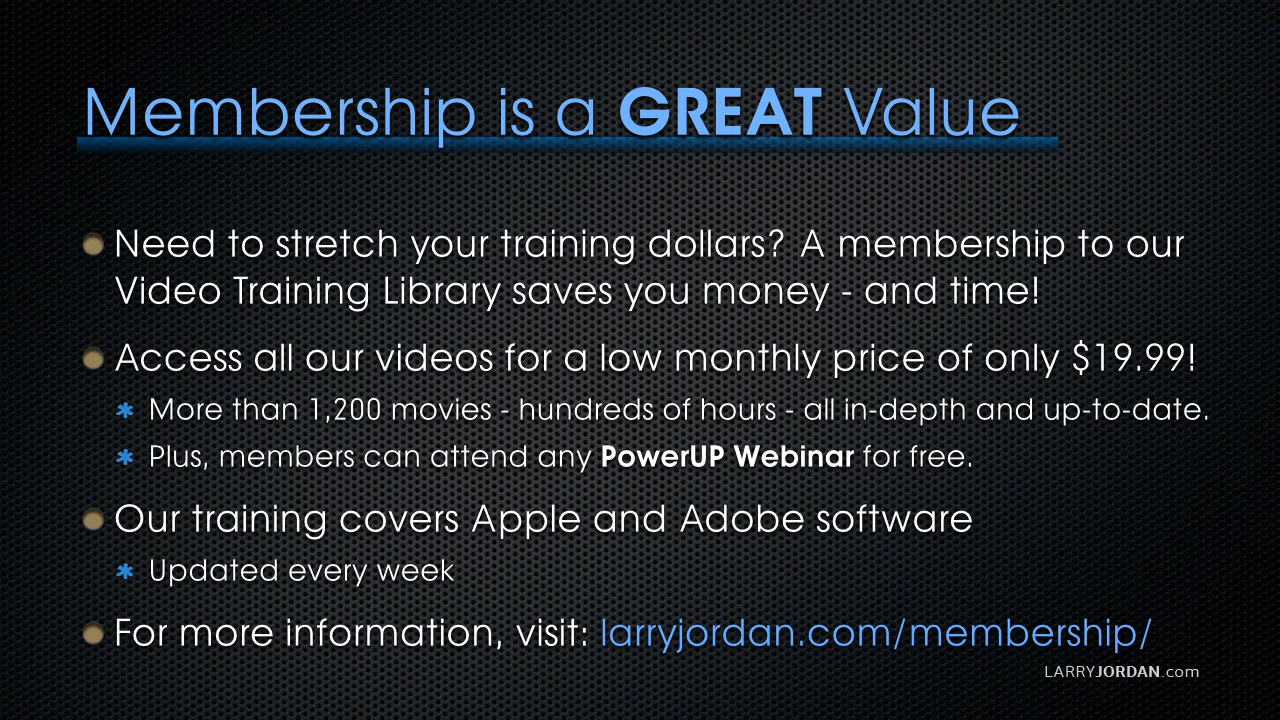 Membership is a GREAT Value
Need to stretch your training dollars? A membership to our
Video Training Library saves you money - and time!
Access all our videos for a low monthly price of only $19.99!
More than 1,200 movies - hundreds of hours - all in-depth and up-to-date.
Plus, members can attend any PowerUP Webinar for free.
Our training covers Apple and Adobe software
Updated every week
For more information, visit: larryjordan.com/membership/
LARRYJORDAN.com